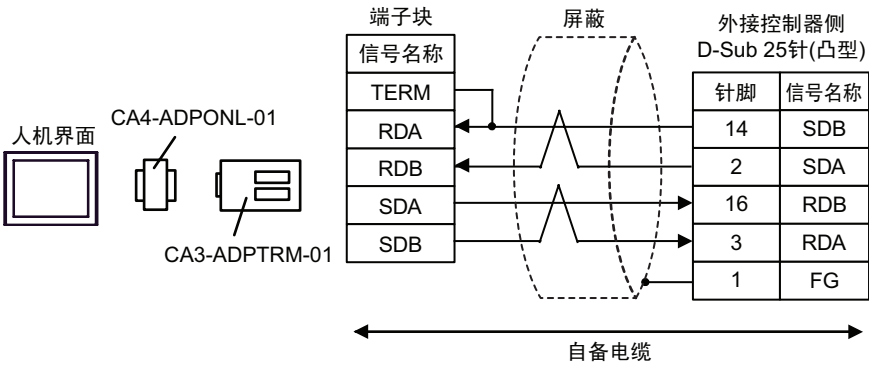 端子块
屏蔽
外接控制器侧
D-Sub 25针(凸型)
信号名称
针脚 信号名称
TERM
RDA 14 SDB
RDB 2 SDA
SDA 16 RDB
SDB 3 RDA
1 FG
人机界面
CA4-ADPONL-01
CA3-ADPTRM-01
自备电缆